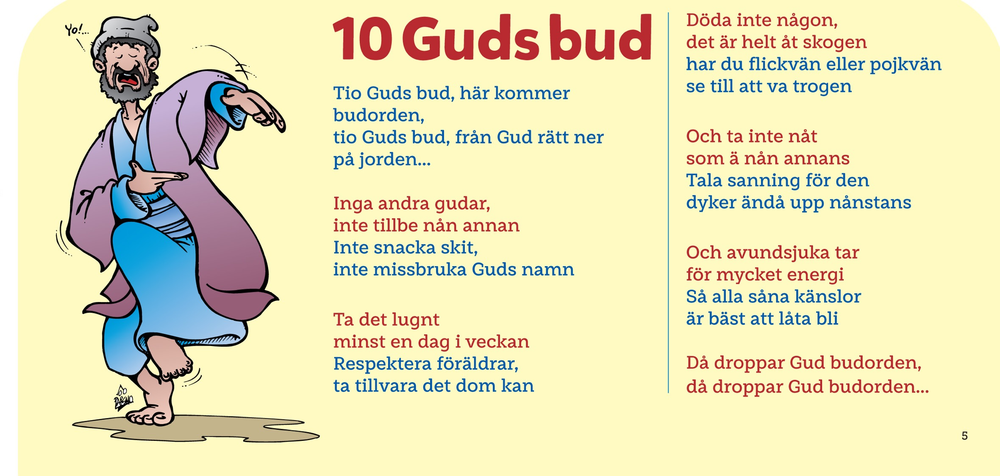 Yo!...
10 Guds bud
Tio Guds bud, här kommer
budorden,
tio Guds bud, från Gud rätt ner
på jorden...
Inga andra gudar,
inte tillbe nån annan
Inte snacka skit,
inte missbruka Guds namn
Ta det lugnt
minst en dag i veckan
Respektera föräldrar,
ta tillvara det dom kan
Döda inte någon,
det är helt åt skogen
har du flickvän eller pojkvän
se till att va trogen
Och ta inte nåt
som ä nån annans
Tala sanning för den
dyker ändå upp nånstans
Och avundsjuka tar
för mycket energi
Så alla såna känslor
är bäst att låta bli
Då droppar Gud budorden,
då droppar Gud budorden...
5